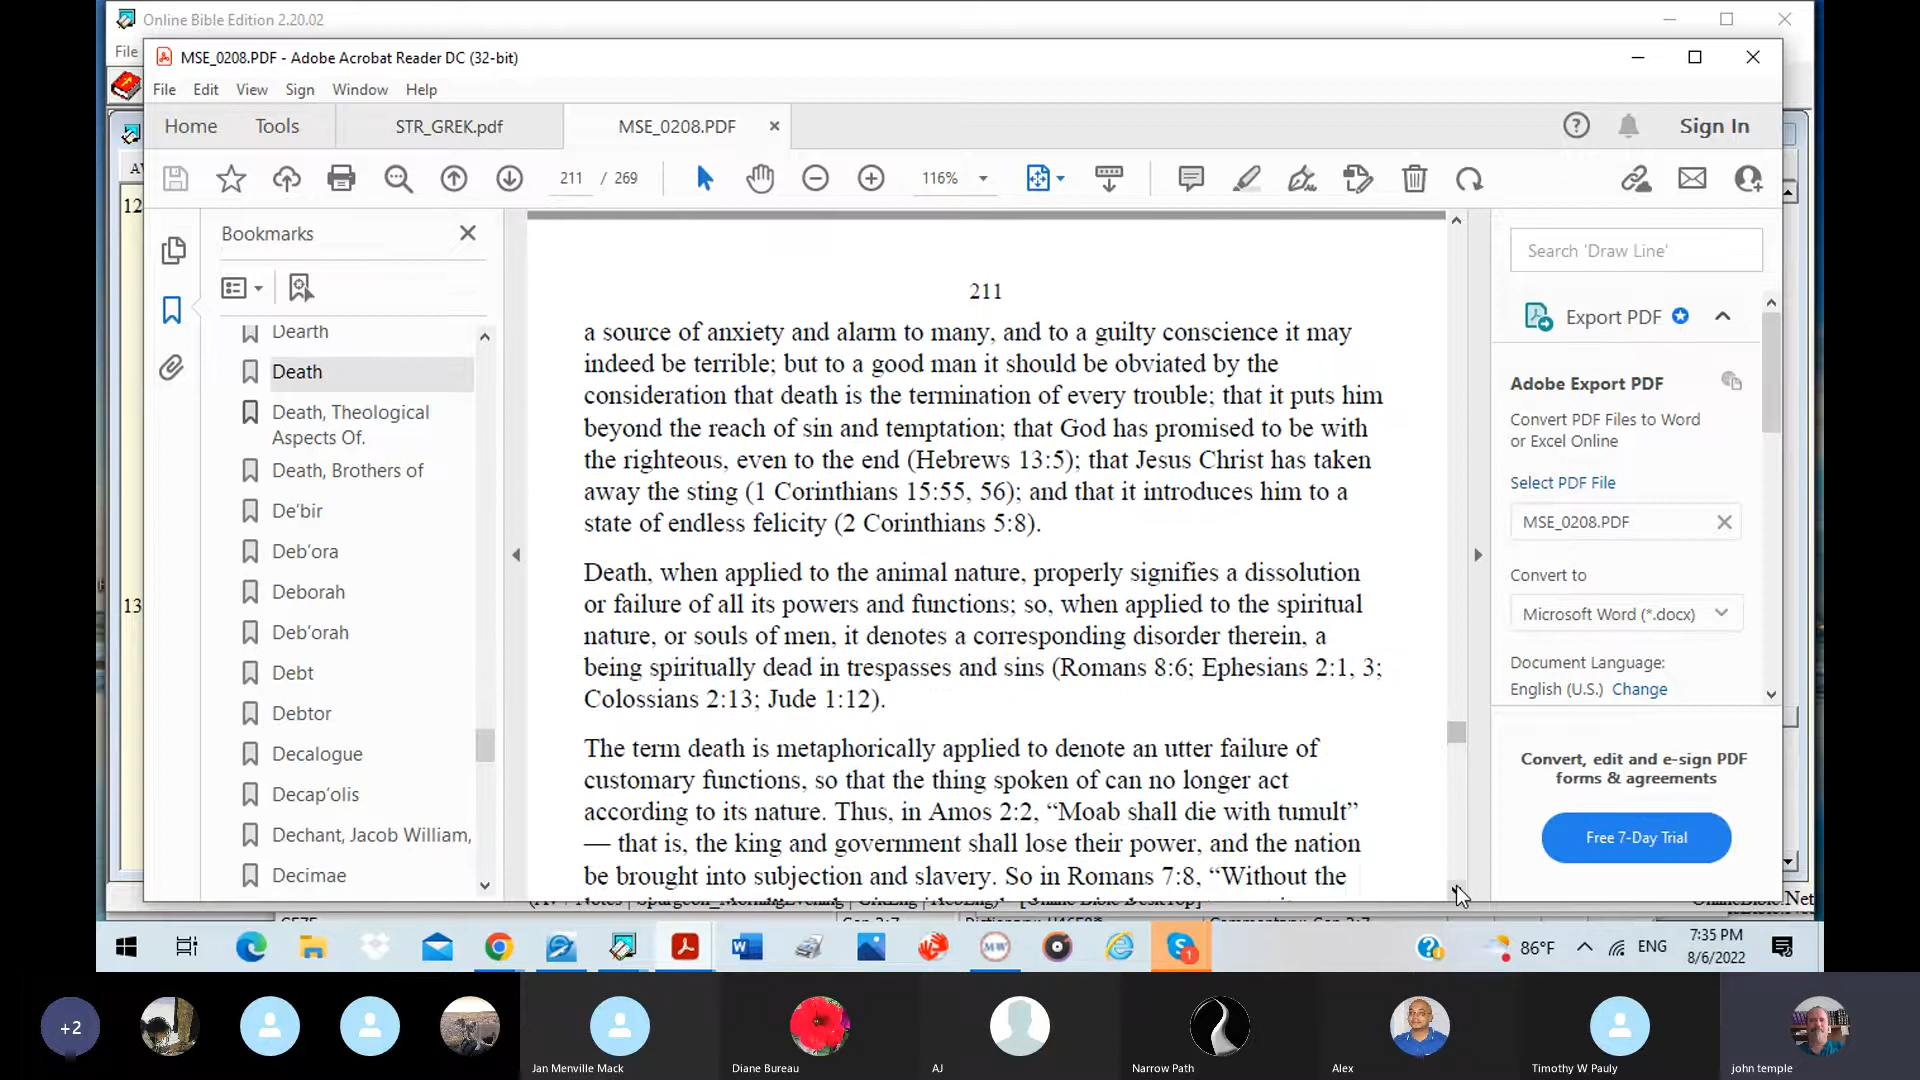 Online Bible Edition 2.20.02
File
MSE_0208.PDF - Adobe Acrobat Reader DC (32-bit)
File Edit View Sign Window Help
Home Tools STR_GREK.pdf MSE_0208.PDF Sign In
211 / 269 116%
12
13
Bookmarks
Dearth
Death
Death, Theological
Aspects Of.
Death, Brothers of
De'bir
Deb'ora
Deborah
Deb'orah
Debt
Debtor
Decalogue
Decap'olis
Dechant, Jacob William,
Decimae
211
a source of anxiety and alarm to many, and to a guilty conscience it may
indeed be terrible; but to a good man it should be obviated by the
consideration that death is the termination of every trouble; that it puts him
beyond the reach of sin and temptation; that God has promised to be with
the righteous, even to the end (Hebrews 13:5); that Jesus Christ has taken
away the sting (1 Corinthians 15:55, 56); and that it introduces him to a
state of endless felicity (2 Corinthians 5:8).
Death, when applied to the animal nature, properly signifies a dissolution
or failure of all its powers and functions; so, when applied to the spiritual
nature, or souls of men, it denotes a corresponding disorder therein, a
being spiritually dead in trespasses and sins (Romans 8:6; Ephesians 2:1, 3;
Colossians 2:13; Jude 1:12).
The term death is metaphorically applied to denote an utter failure of
customary functions, so that the thing spoken of can no longer act
according to its nature. Thus, in Amos 2:2, “Moab shall die with tumult”
— that is, the king and government shall lose their power, and the nation
be brought into subjection and slavery. So in Romans 7:8, “Without the
Search 'Draw Line'
Export PDF
Adobe Export PDF
Convert PDF Files to Word
or Excel Online
Select PDF File
MSE_0208.PDF
Convert to
Microsoft Word (*.docx)
Document Language:
English (U.S.) Change
Convert, edit and e-sign PDF
forms & agreements
Free 7-Day Trial
MW
1
86°F
ENG
7:35 PM
8/6/2022
+2
Jan Menville Mack
Diane Bureau
AJ
Narrow Path
Alex
Timothy W Pauly
john temple